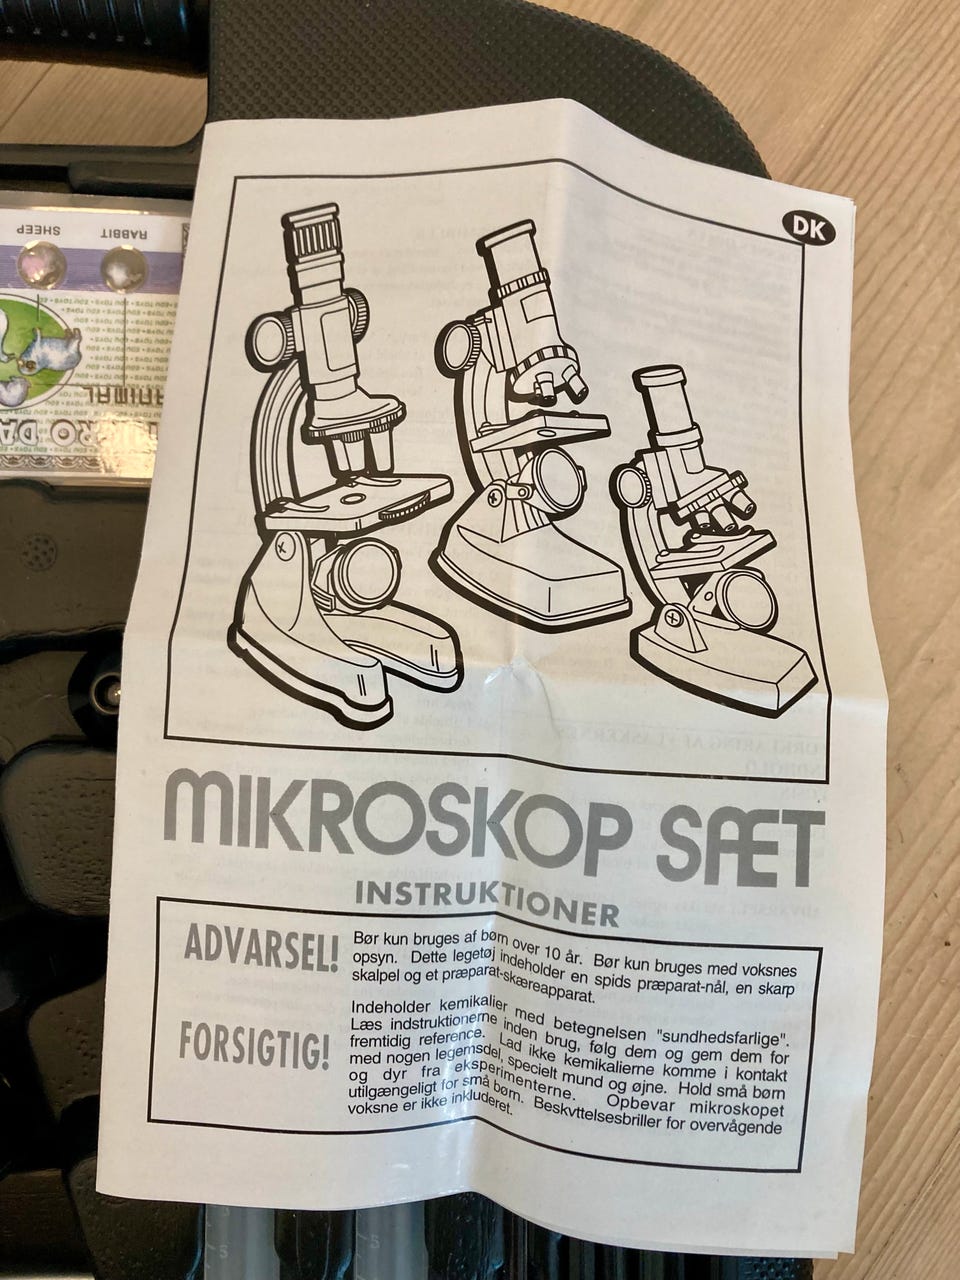 DK
MIKROSKOP SÆT
INSTRUKTIONER
ADVARSEL!
Bør kun bruges af børn over 10 år. Bør kun bruges med voksnes
opsyn. Dette legetøj indeholder en spids præparat-nål, en skarp
skalpel og et præparat-skæreapparat.
FORSIGTIG!
Indeholder kemikalier med betegnelsen "sundhedsfarlige".
Læs indstruktionerne inden brug, følg dem og gem dem for
fremtidig reference. Lad ikke kemikalierne komme i kontakt
med nogen legemsdel, specielt mund og øjne. Hold små børn
og dyr fra eksperimenterne. Opbevar mikroskopet
utilgængeligt for små børn. Beskyttelsesbriller for overvågende
voksne er ikke inkluderet.
SHEEP
RABBIT
ANIMAL
5
5